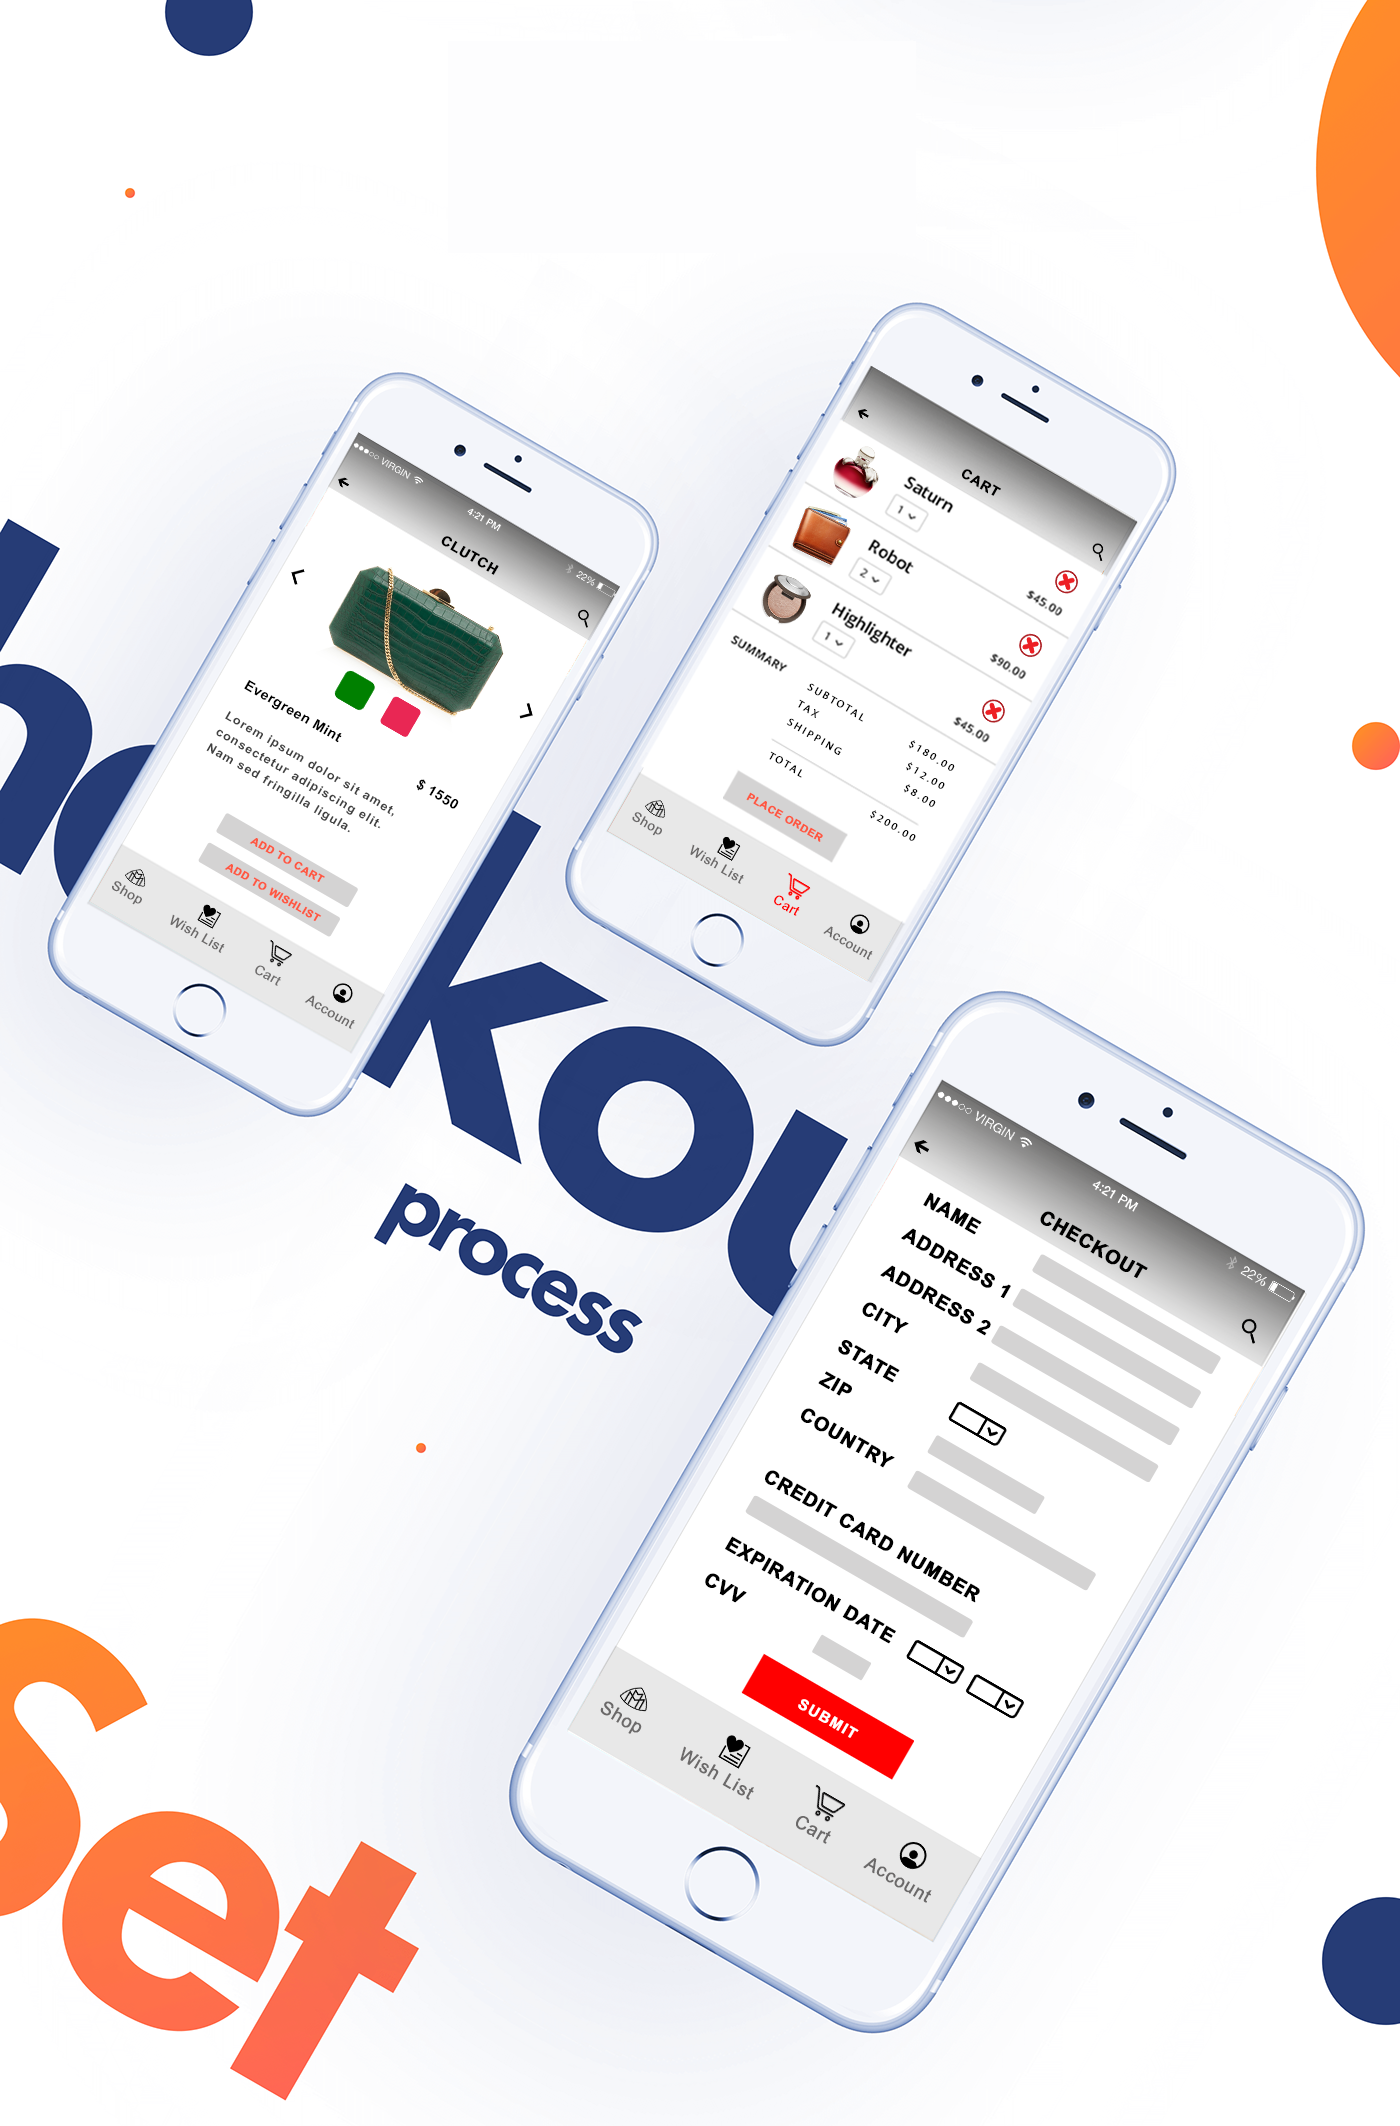 VIRGIN
4:21 PM
22%
CLUTCH
Evergreen Mint
Lorem ipsum dolor sit amet,
consectetur adipiscing elit.
Nam sed fringilla ligula.
$ 1550
ADD TO CART
ADD TO WISHLIST
Shop
Wish List
Cart
Account
CART
Saturn
1
$45.00
Robot
2
$90.00
Highlighter
1
$45.00
SUMMARY
SUBTOTAL $180.00
TAX $12.00
SHIPPING $8.00
TOTAL $200.00
PLACE ORDER
Shop
Wish List
Cart
Account
kou
process
VIRGIN
4:21 PM
22%
CHECKOUT
NAME
ADDRESS 1
ADDRESS 2
CITY
STATE
ZIP
COUNTRY
CREDIT CARD NUMBER
EXPIRATION DATE
CVV
SUBMIT
Shop
Wish List
Cart
Account
Set